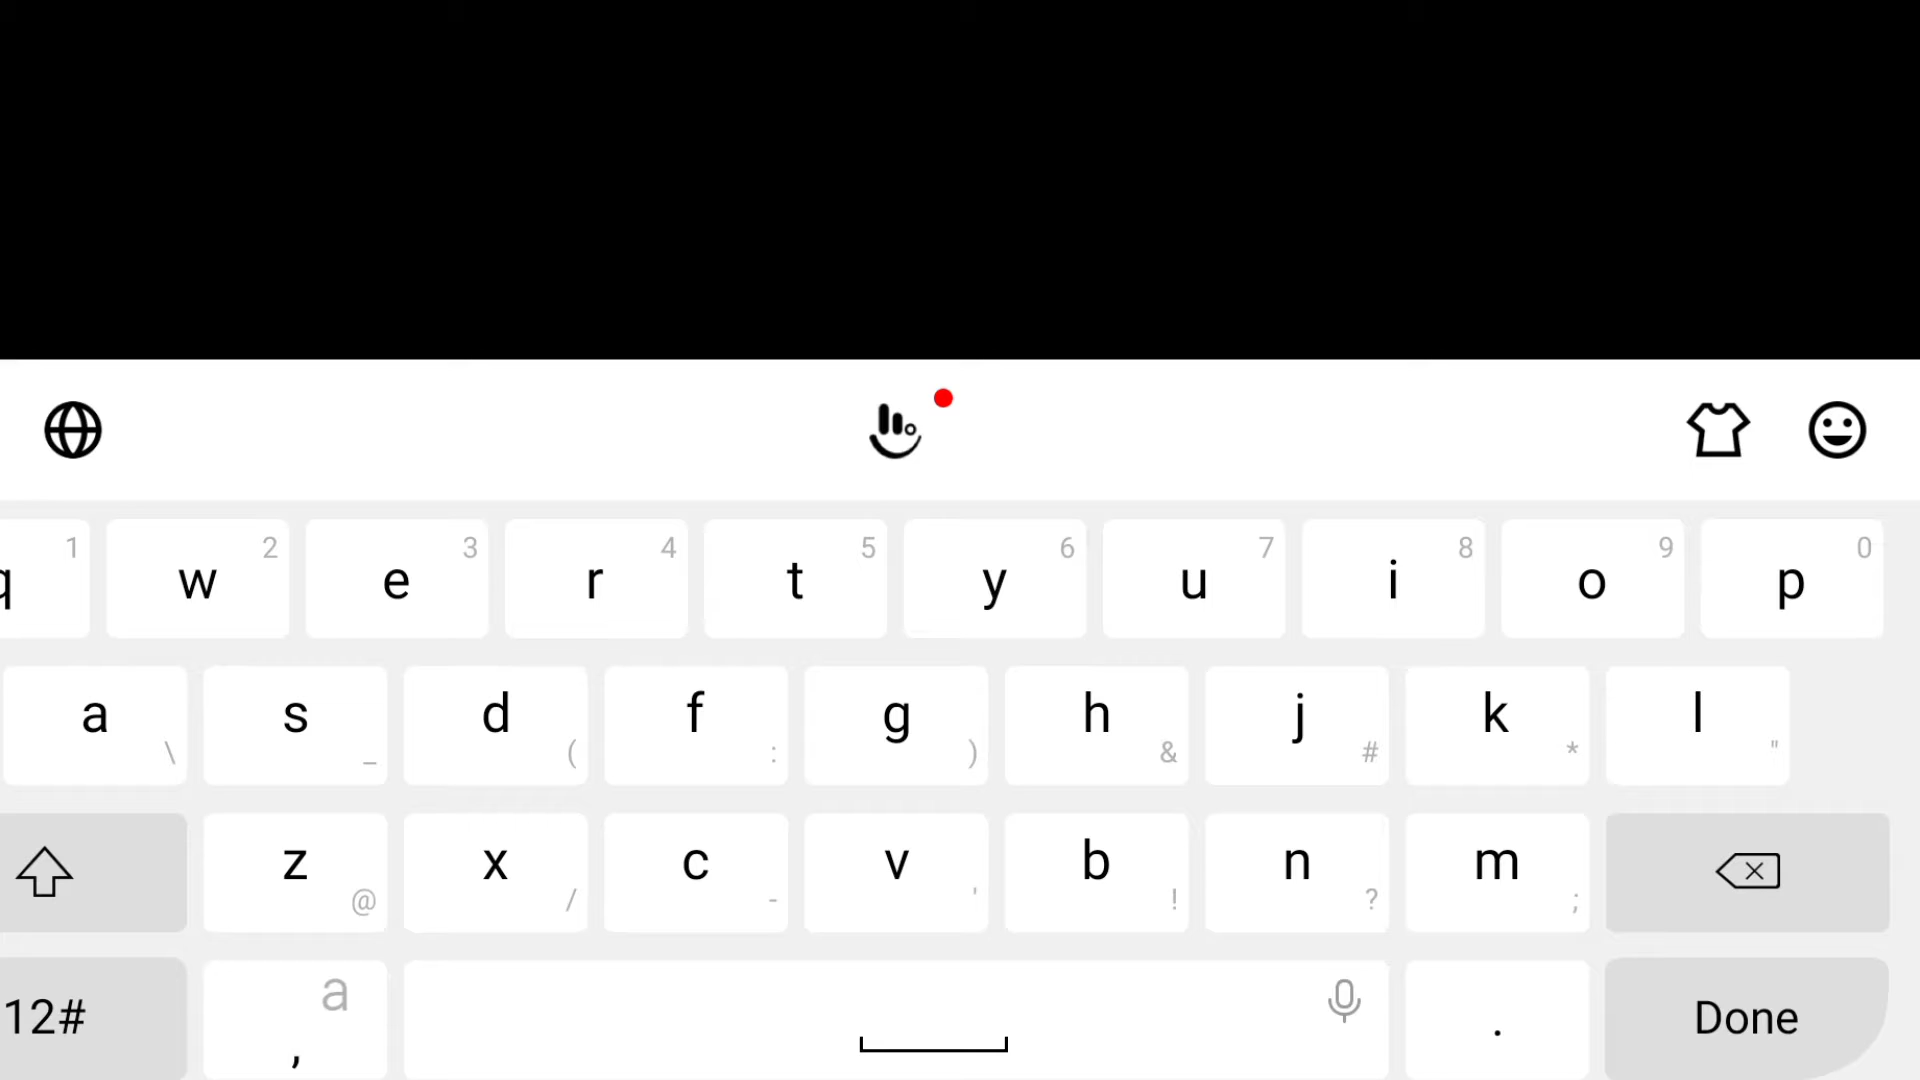 q 1 w 2 e 3 r 4 t 5 y 6 u 7 i 8 o 9 p 0
a \ s _ d ( f : g ) h & j # k * l "
z @ x / c - v ' b ! n ? m ;
12# , a . Done